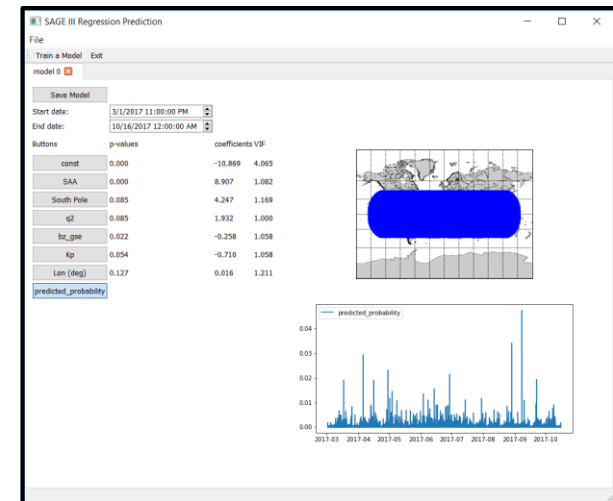 SAGE III Regression Prediction
File
Train a Model Exit
model 0
Save Model
Start date: 3/1/2017 11:00:00 PM
End date: 10/16/2017 12:00:00 AM
Buttons p-values coefficients VIF
const 0.000 -10.869 4.065
SAA 0.000 8.907 1.082
South Pole 0.085 4.247 1.169
q2 0.085 1.932 1.000
bz_gse 0.022 -0.258 1.058
Kp 0.054 -0.710 1.058
Lon (deg) 0.127 0.016 1.211
predicted_probability
predicted_probability
0.04
0.03
0.02
0.01
0.00
2017-03 2017-04 2017-05 2017-06 2017-07 2017-08 2017-09 2017-10